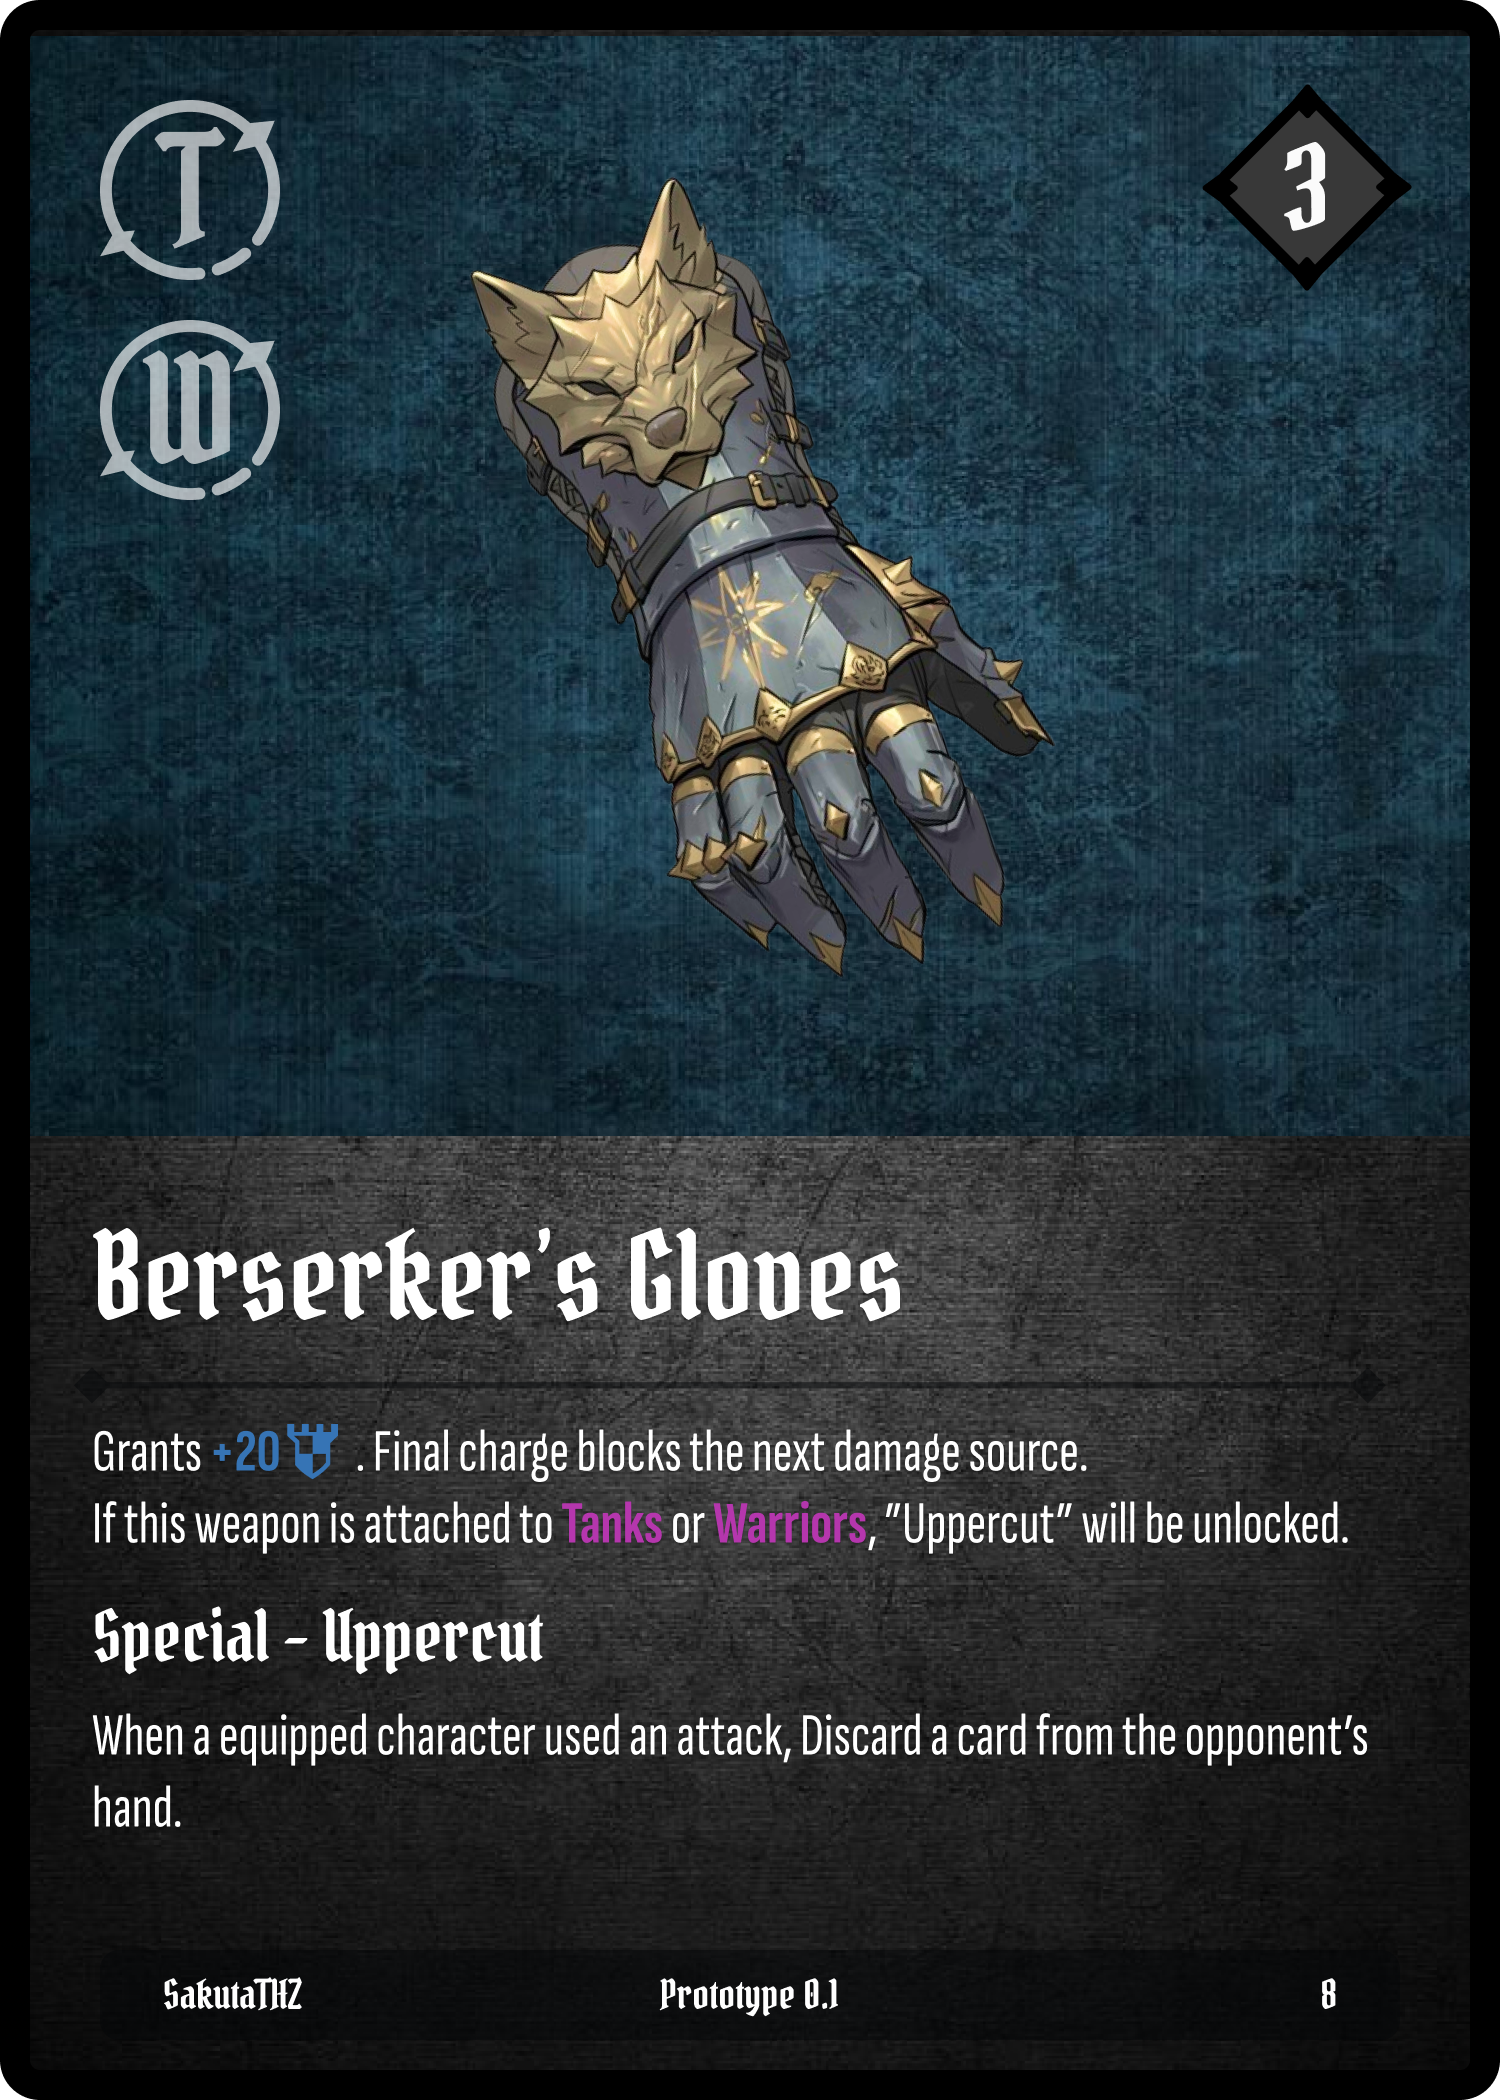 T
3
W
Berserker's Gloves
Grants +20 . Final charge blocks the next damage source.
If this weapon is attached to Tanks or Warriors, "Uppercut" will be unlocked.
Special - Uppercut
When a equipped character used an attack, Discard a card from the opponent's
hand.
SakutaTHZ Prototype 0.1 8